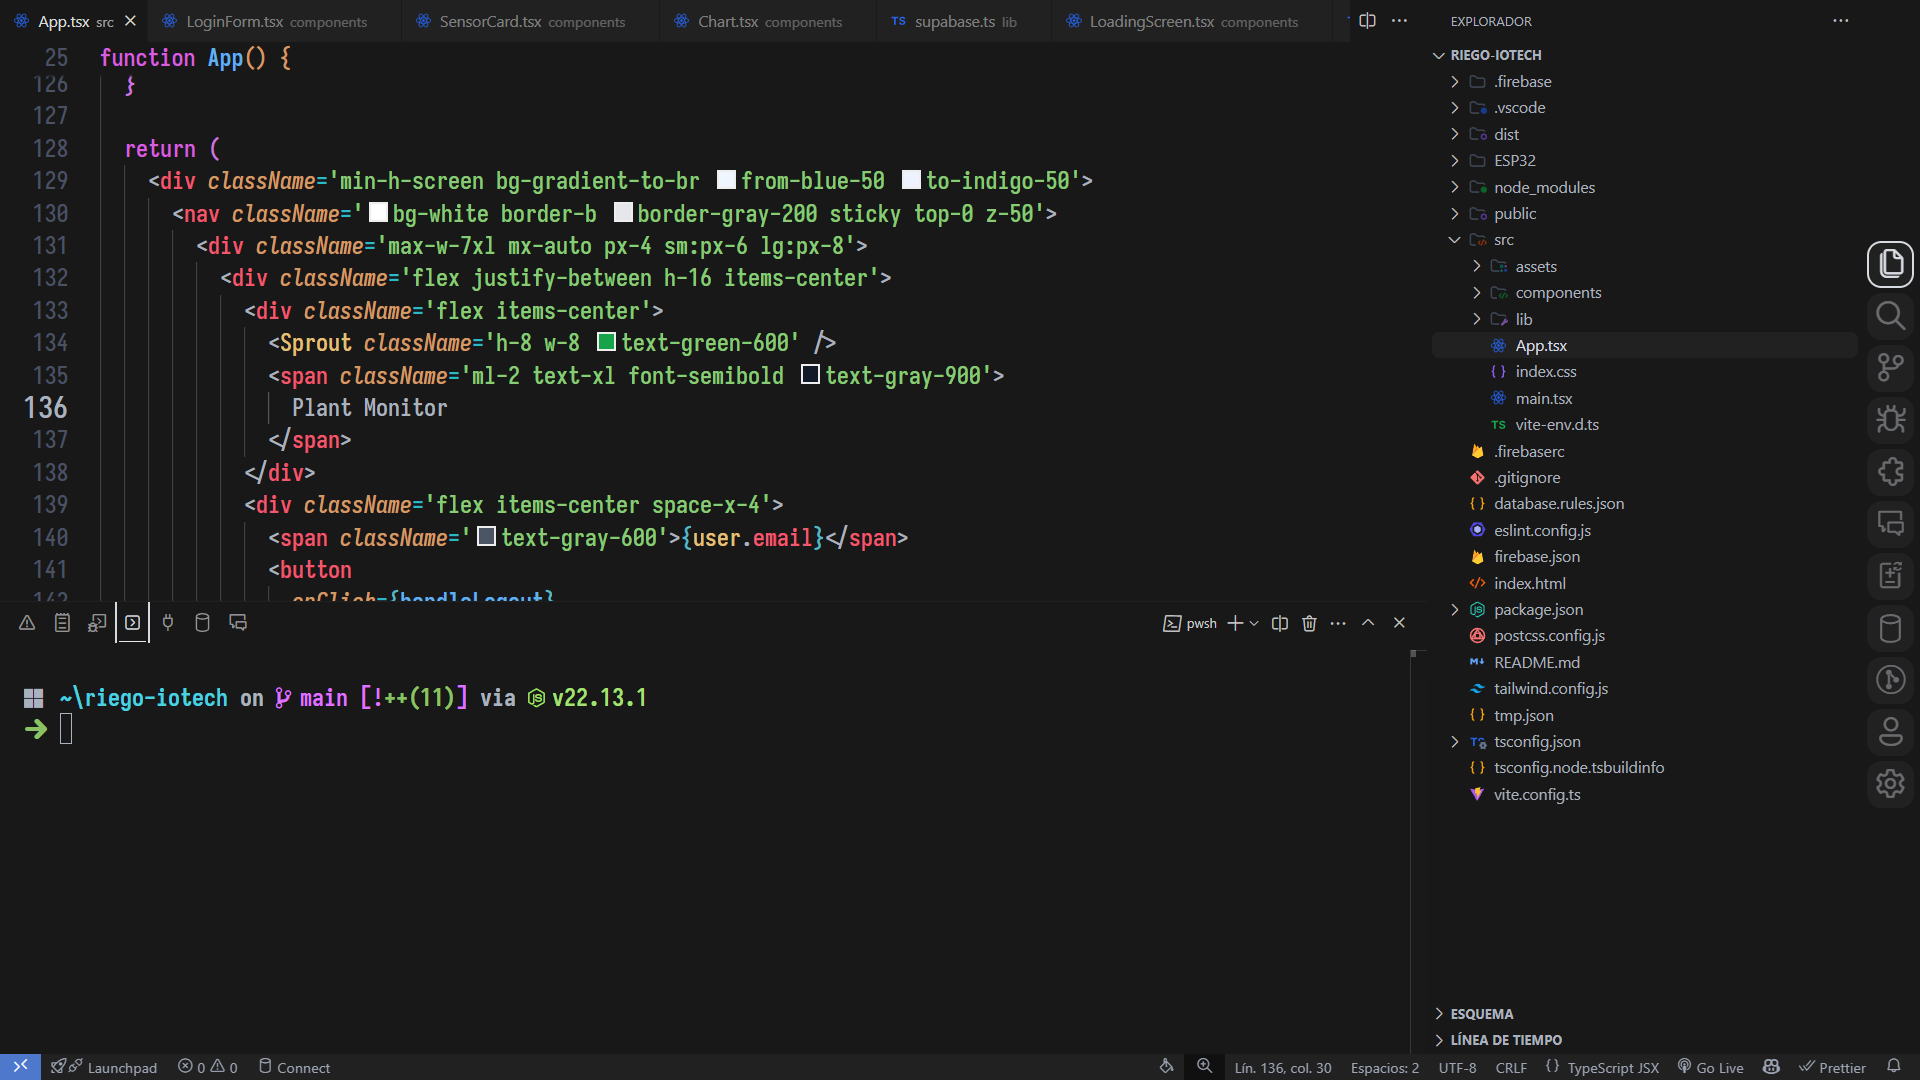 App.tsx src
LoginForm.tsx components
SensorCard.tsx components
Chart.tsx components
TS supabase.ts lib
LoadingScreen.tsx components
25 function App() {
126 }
127
128 return (
129 <div className='min-h-screen bg-gradient-to-br from-blue-50 to-indigo-50'>
130 <nav className='bg-white border-b border-gray-200 sticky top-0 z-50'>
131 <div className='max-w-7xl mx-auto px-4 sm:px-6 lg:px-8'>
132 <div className='flex justify-between h-16 items-center'>
133 <div className='flex items-center'>
134 <Sprout className='h-8 w-8 text-green-600' />
135 <span className='ml-2 text-xl font-semibold text-gray-900'>
136 Plant Monitor
137 </span>
138 </div>
139 <div className='flex items-center space-x-4'>
140 <span className='text-gray-600'>{user.email}</span>
141 <button
142 onClick={handleLogout}
pwsh
~\riego-iotech on main [!++(11)] via v22.13.1
EXPLORADOR
RIEGO-IOTECH
.firebase
.vscode
dist
ESP32
node_modules
public
src
assets
components
lib
App.tsx
index.css
main.tsx
TS vite-env.d.ts
.firebaserc
.gitignore
database.rules.json
eslint.config.js
firebase.json
index.html
package.json
postcss.config.js
README.md
tailwind.config.js
tmp.json
tsconfig.json
tsconfig.node.tsbuildinfo
vite.config.ts
ESQUEMA
LÍNEA DE TIEMPO
Launchpad
0 0
Connect
Lín. 136, col. 30
Espacios: 2
UTF-8
CRLF
{ } TypeScript JSX
Go Live
Prettier